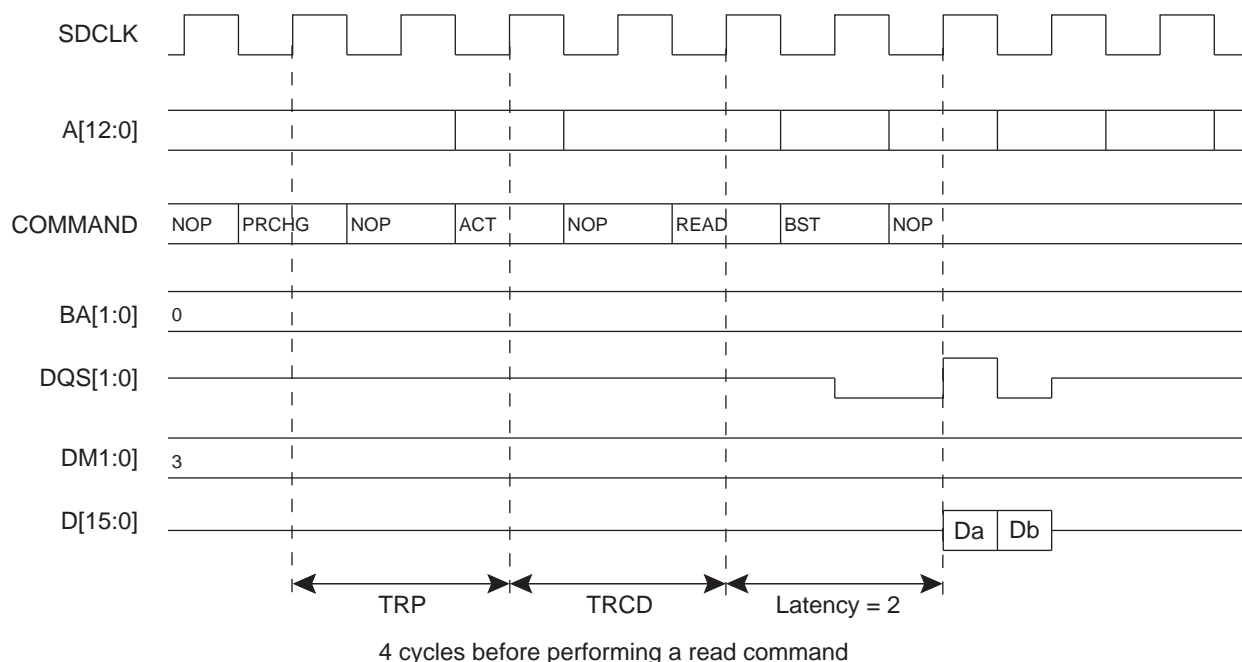 SDCLK
A[12:0]
COMMAND NOP PRCHG NOP ACT NOP READ BST NOP
BA[1:0] 0
DQS[1:0]
DM1:0] 3
D[15:0] Da Db
TRP TRCD Latency = 2
4 cycles before performing a read command